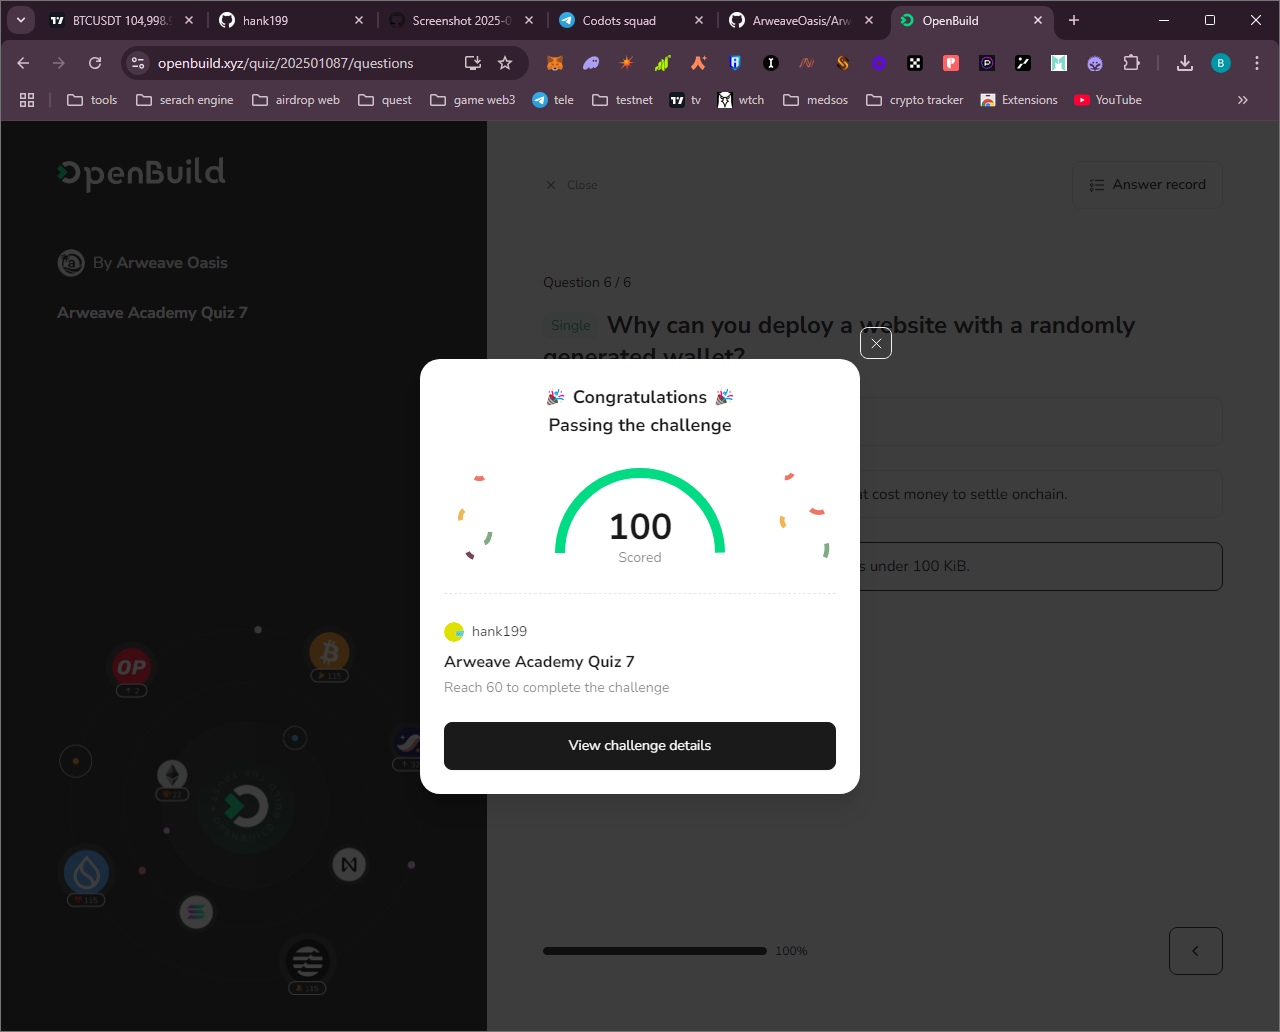 BTCUSDT 104,998.9
hank199
Screenshot 2025-0
Codots squad
ArweaveOasis/Arw
OpenBuild
openbuild.xyz/quiz/202501087/questions
B
tools
serach engine
airdrop web
quest
game web3
tele
testnet
tv
wtch
medsos
crypto tracker
Extensions
YouTube
OpenBuild
By Arweave Oasis
Arweave Academy Quiz 7
Close
Answer record
Question 6 / 6
Single
Why can you deploy a website with a randomly
generated wallet?
at cost money to settle onchain.
s under 100 KiB.
🎉 Congratulations 🎉
Passing the challenge
100
Scored
hank199
Arweave Academy Quiz 7
Reach 60 to complete the challenge
View challenge details
OP
100%